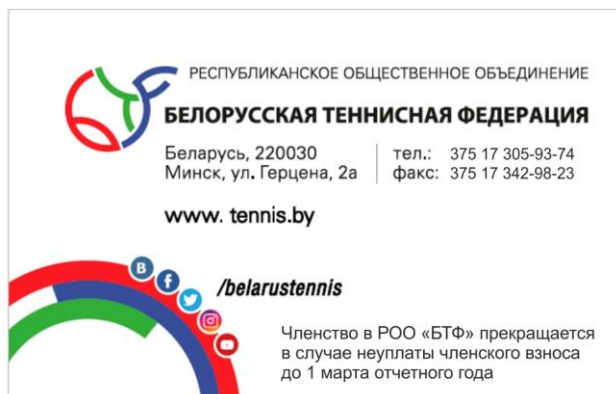 РЕСПУБЛИКАНСКОЕ ОБЩЕСТВЕННОЕ ОБЪЕДИНЕНИЕ
БЕЛОРУССКАЯ ТЕННИСНАЯ ФЕДЕРАЦИЯ
Беларусь, 220030
Минск, ул. Герцена, 2а
тел.: 375 17 305-93-74
факс: 375 17 342-98-23
www. tennis.by
/belarustennis
Членство в РОО «БТФ» прекращается
в случае неуплаты членского взноса
до 1 марта отчетного года